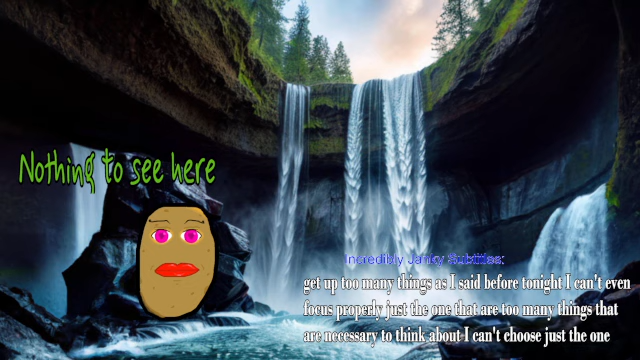 Nothing to see here
Incredibly Janky Subtitles:
get up too many things as I said before tonight I can't even
focus properly just the one that are too many things that
are necessary to think about I can't choose just the one